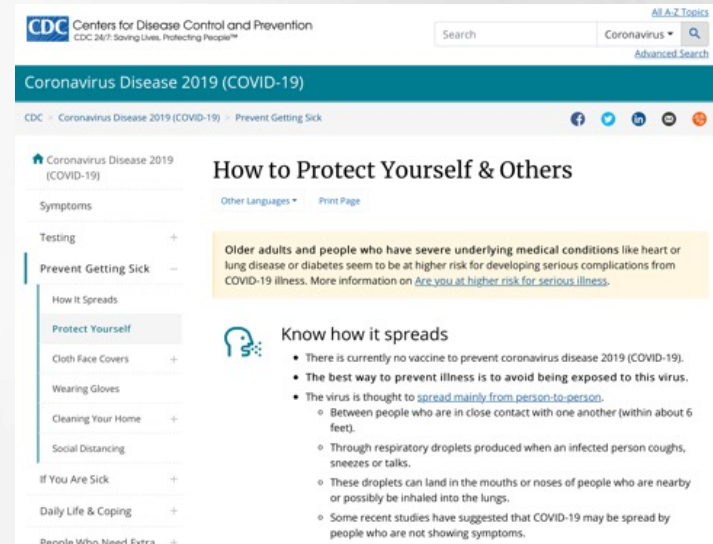 All A-Z Topics
CDC Centers for Disease Control and Prevention
CDC 24/7: Saving Lives, Protecting People™
Search
Coronavirus
Advanced Search
Coronavirus Disease 2019 (COVID-19)
CDC > Coronavirus Disease 2019 (COVID-19) > Prevent Getting Sick
Coronavirus Disease 2019
(COVID-19)
Symptoms
Testing +
Prevent Getting Sick −
How It Spreads
Protect Yourself
Cloth Face Covers +
Wearing Gloves
Cleaning Your Home +
Social Distancing
If You Are Sick +
Daily Life & Coping +
People Who Need Extra +
How to Protect Yourself & Others
Other Languages Print Page
Older adults and people who have severe underlying medical conditions like heart or
lung disease or diabetes seem to be at higher risk for developing serious complications from
COVID-19 illness. More information on Are you at higher risk for serious illness.
Know how it spreads
• There is currently no vaccine to prevent coronavirus disease 2019 (COVID-19).
• The best way to prevent illness is to avoid being exposed to this virus.
• The virus is thought to spread mainly from person-to-person.
◦ Between people who are in close contact with one another (within about 6
feet).
◦ Through respiratory droplets produced when an infected person coughs,
sneezes or talks.
◦ These droplets can land in the mouths or noses of people who are nearby
or possibly be inhaled into the lungs.
◦ Some recent studies have suggested that COVID-19 may be spread by
people who are not showing symptoms.